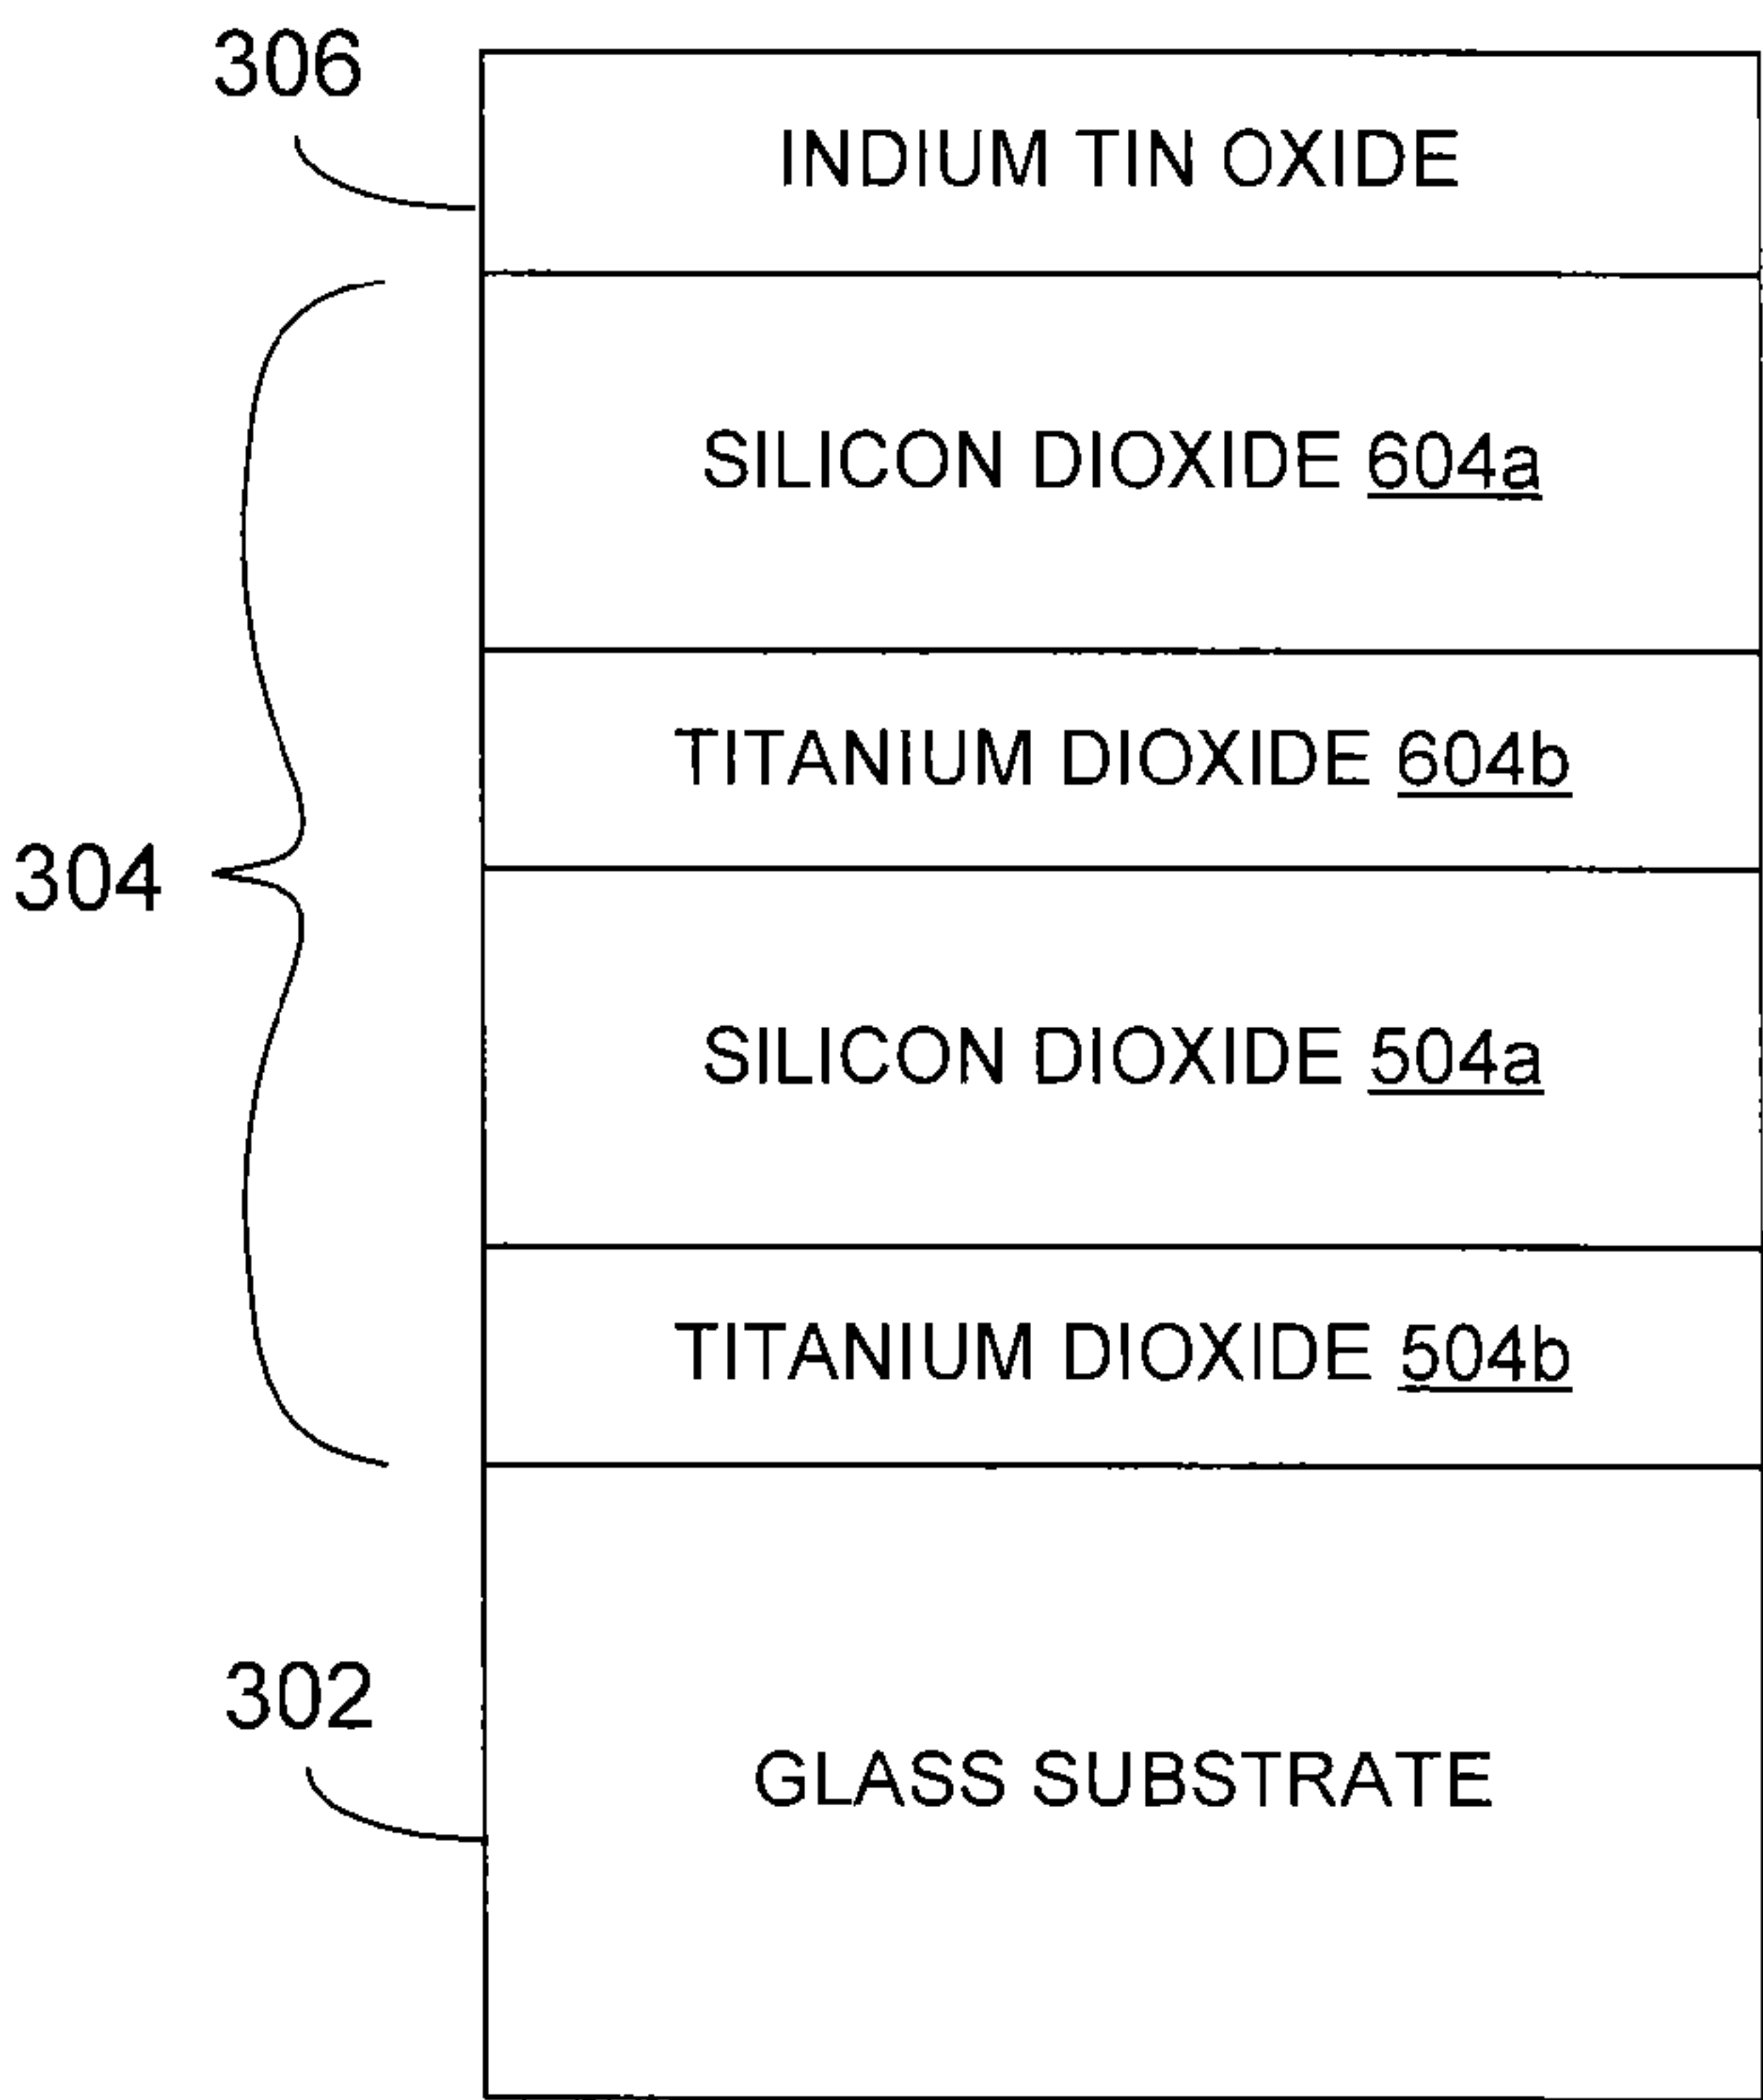 306
INDIUM TIN OXIDE
SILICON DIOXIDE 604a
TITANIUM DIOXIDE 604b
304
SILICON DIOXIDE 504a
TITANIUM DIOXIDE 504b
302
GLASS SUBSTRATE